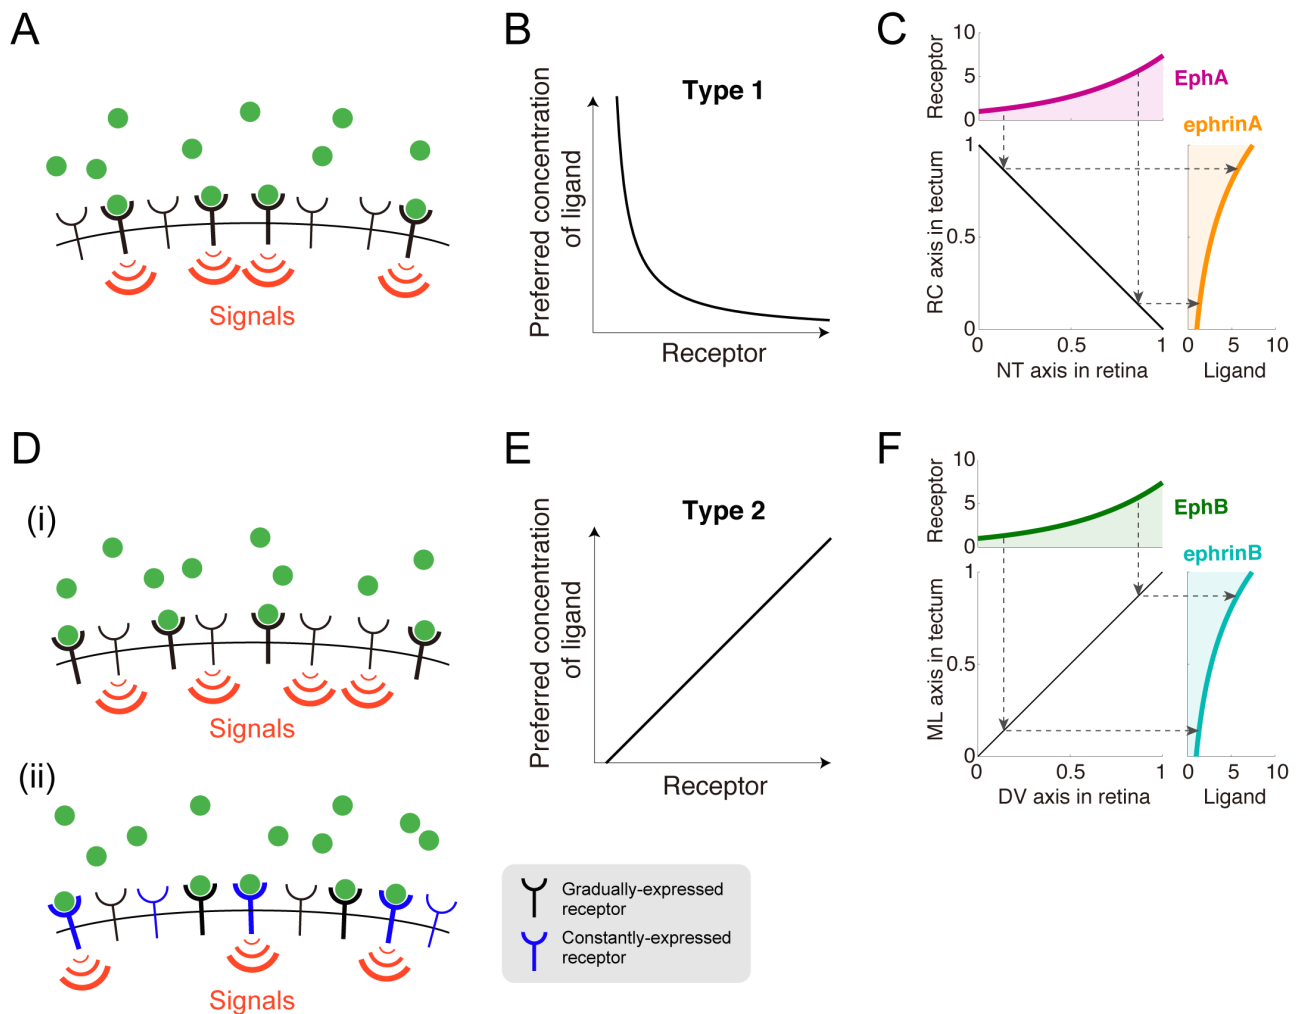 A
Signals
B
Type 1
Preferred concentration
of ligand
Receptor
C
Receptor
10
5
0
EphA
ephrinA
RC axis in tectum
1
0.5
0
0
0.5
1
NT axis in retina
0
5
10
Ligand
D
(i)
Signals
(ii)
Signals
E
Type 2
Preferred concentration
of ligand
Receptor
Gradually-expressed
receptor
Constantly-expressed
receptor
F
Receptor
10
5
0
EphB
ephrinB
ML axis in tectum
1
0.5
0
0
0.5
1
DV axis in retina
0
5
10
Ligand